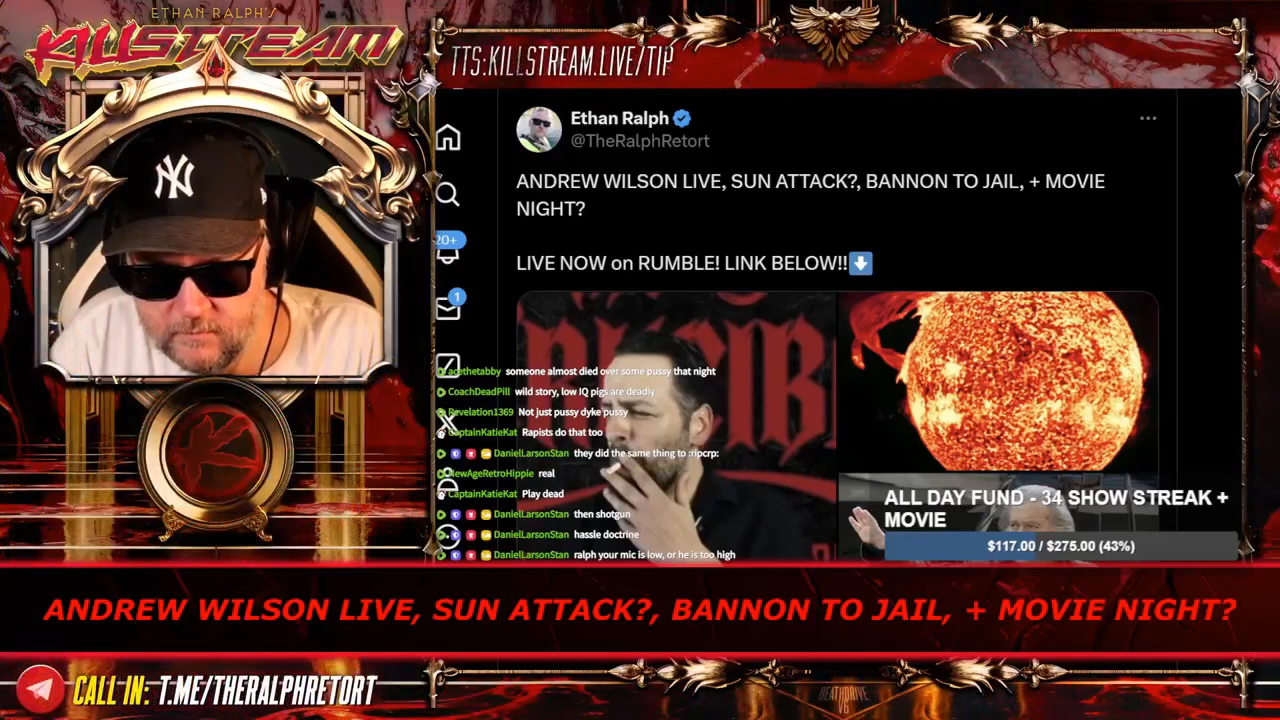 ETHAN RALPH'S
KILLSTREAM
TTS:KILLSTREAM.LIVE/TIP
Ethan Ralph
@TheRalphRetort
ANDREW WILSON LIVE, SUN ATTACK?, BANNON TO JAIL, + MOVIE
NIGHT?
LIVE NOW on RUMBLE! LINK BELOW!!
20+
1
NY
acethetabby someone almost died over some pussy that night
CoachDeadPill wild story, low IQ pigs are deadly
Revelation1369 Not just pussy dyke pussy
CaptainKatieKat Rapists do that too
DanielLarsonStan they did the same thing to :ripcrp:
NewAgeRetroHippie real
CaptainKatieKat Play dead
DanielLarsonStan then shotgun
DanielLarsonStan hassle doctrine
DanielLarsonStan ralph your mic is low, or he is too high
ALL DAY FUND - 34 SHOW STREAK +
MOVIE
$117.00 / $275.00 (43%)
ANDREW WILSON LIVE, SUN ATTACK?, BANNON TO JAIL, + MOVIE NIGHT?
CALL IN: T.ME/THERALPHRETORT